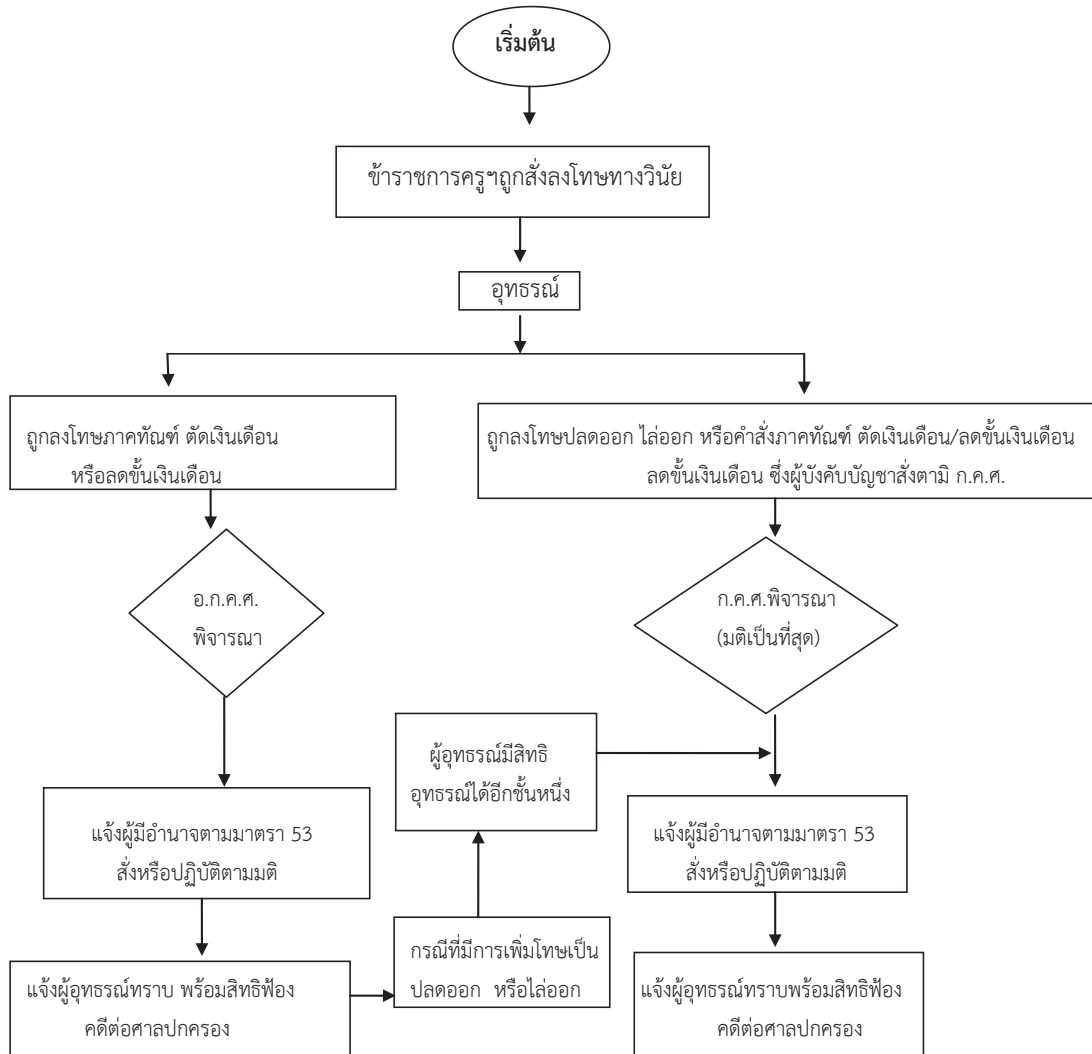 เริ่มต้น
ข้าราชการครูฯถูกสั่งลงโทษทางวินัย
อุทธรณ์
ถูกลงโทษภาคทัณฑ์ ตัดเงินเดือน
หรือลดขั้นเงินเดือน
ถูกลงโทษปลดออก ไล่ออก หรือคำสั่งภาคทัณฑ์ ตัดเงินเดือน/ลดขั้นเงินเดือน
ลดขั้นเงินเดือน ซึ่งผู้บังคับบัญชาสั่งตามิ ก.ค.ศ.
อ.ก.ค.ศ.
พิจารณา
ก.ค.ศ.พิจารณา
(มติเป็นที่สุด)
ผู้อุทธรณ์มีสิทธิ
อุทธรณ์ได้อีกชั้นหนึ่ง
แจ้งผู้มีอำนาจตามมาตรา 53
สั่งหรือปฏิบัติตามมติ
แจ้งผู้มีอำนาจตามมาตรา 53
สั่งหรือปฏิบัติตามมติ
แจ้งผู้อุทธรณ์ทราบ พร้อมสิทธิฟ้อง
คดีต่อศาลปกครอง
กรณีที่มีการเพิ่มโทษเป็น
ปลดออก หรือไล่ออก
แจ้งผู้อุทธรณ์ทราบพร้อมสิทธิฟ้อง
คดีต่อศาลปกครอง